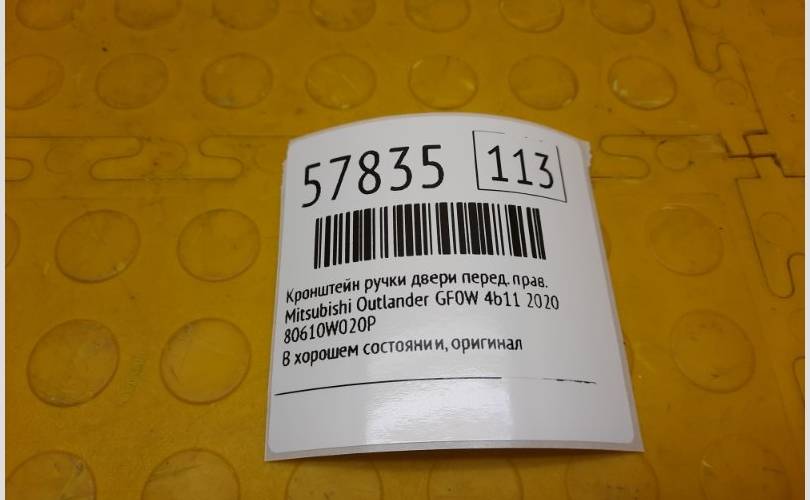 57835 113
Кронштейн ручки двери перед. прав.
Mitsubishi Outlander GF0W 4b11 2020
80610W020P
В хорошем состоянии, оригинал